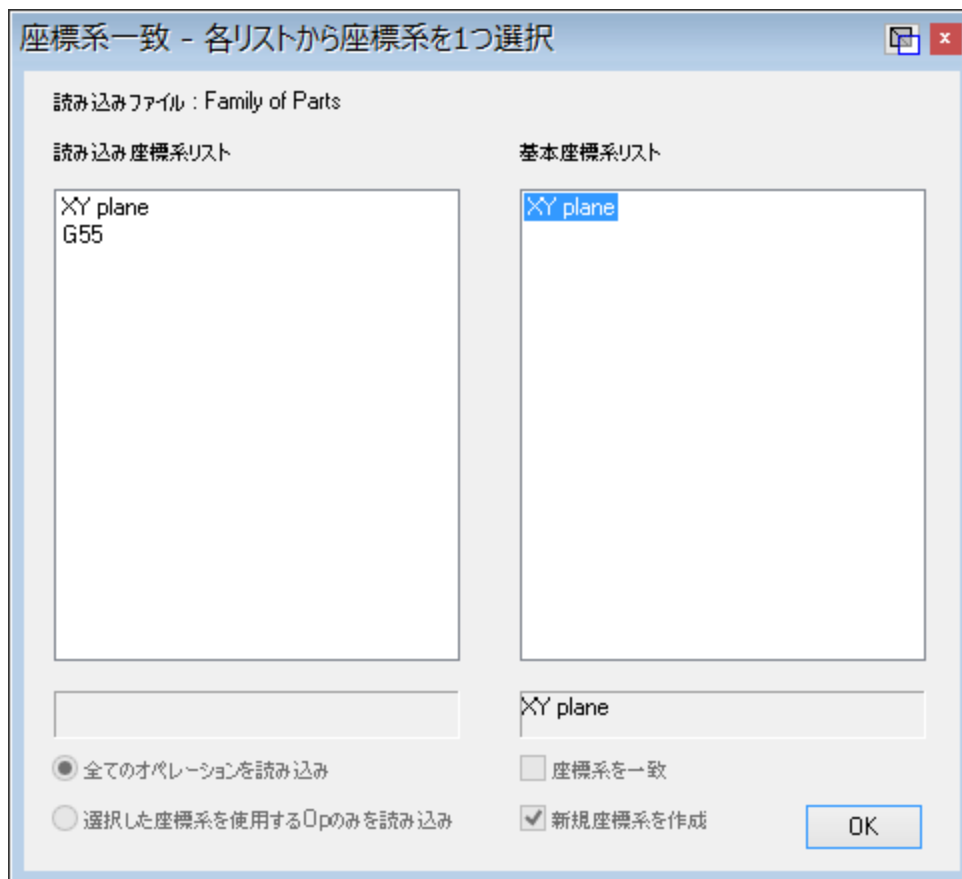 座標系一致 - 各リストから座標系を1つ選択
読み込みファイル : Family of Parts
読み込み座標系リスト
基本座標系リスト
XY plane
G55
XY plane
XY plane
全てのオペレーションを読み込み
座標系を一致
選択した座標系を使用するOpのみを読み込み
新規座標系を作成
OK